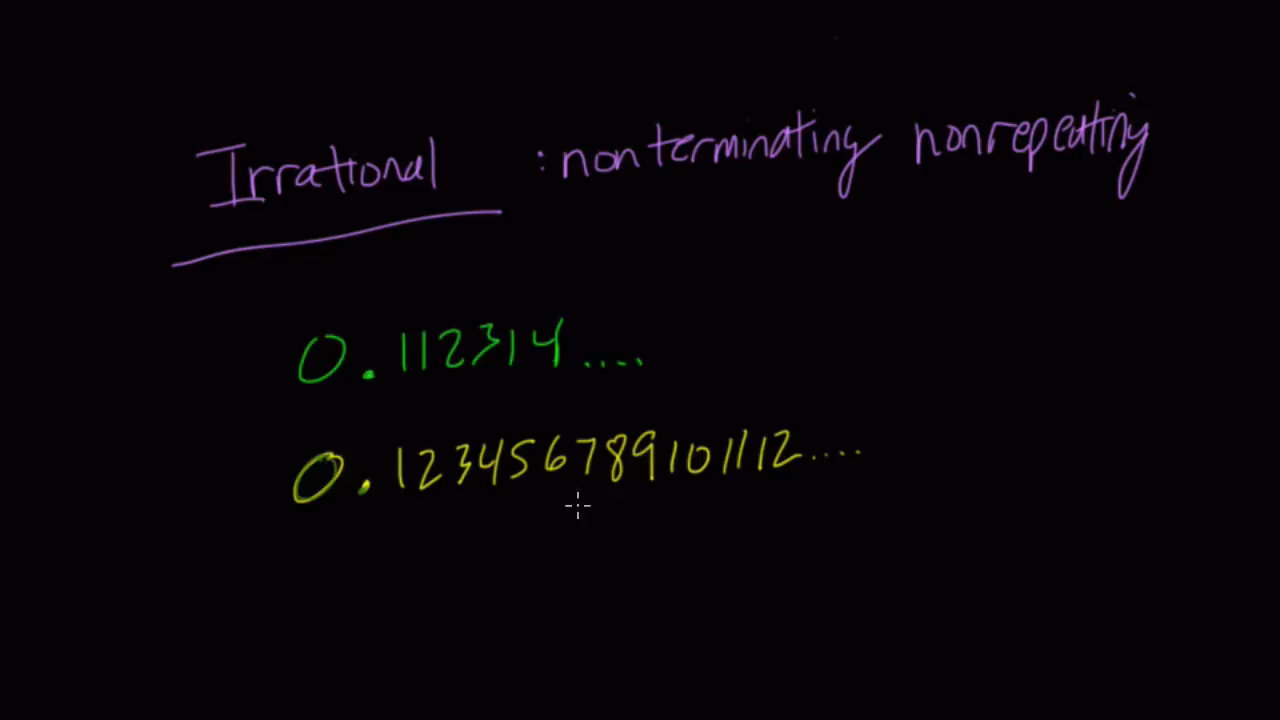 Irrational : nonterminating nonrepeating
0.112314....
0.123456789101112....